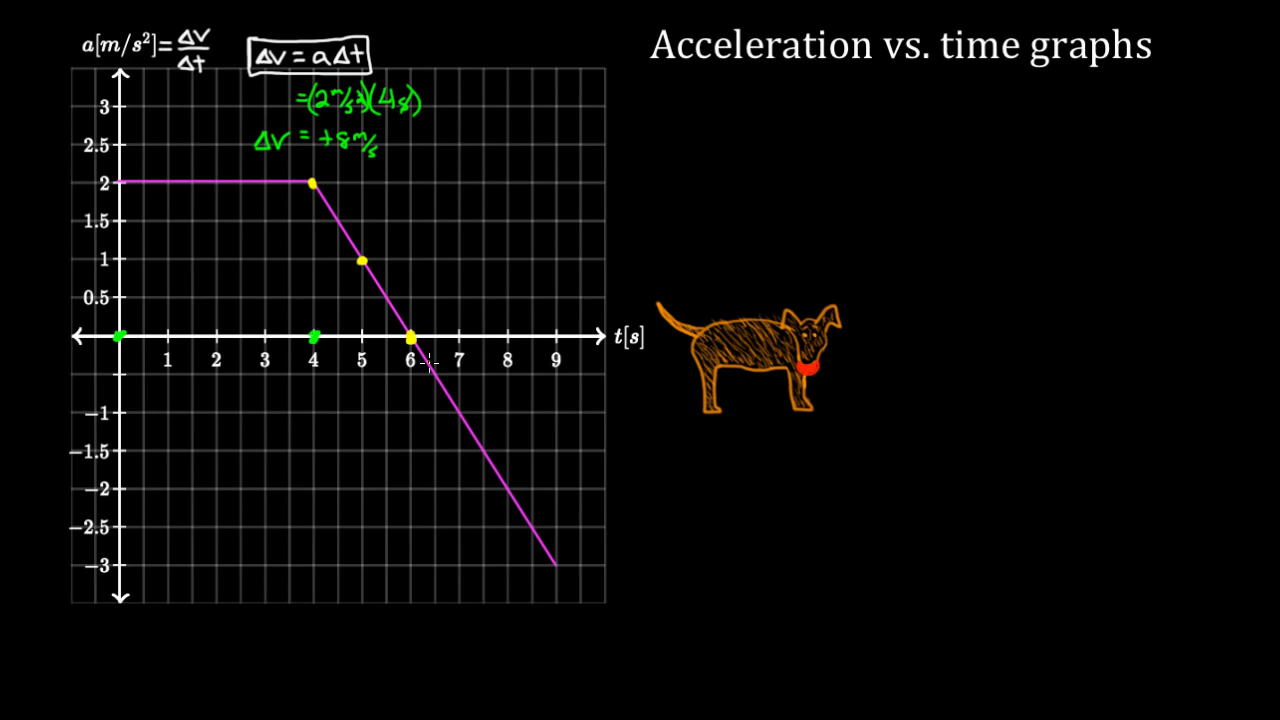 a[m/s²]=Δv/Δt
Δv = aΔt
Acceleration vs. time graphs
=(2 m/s²)(4s)
Δv = +8 m/s
3
2.5
2
1.5
1
0.5
t[s]
1 2 3 4 5 6 7 8 9
−1
−1.5
−2
−2.5
−3